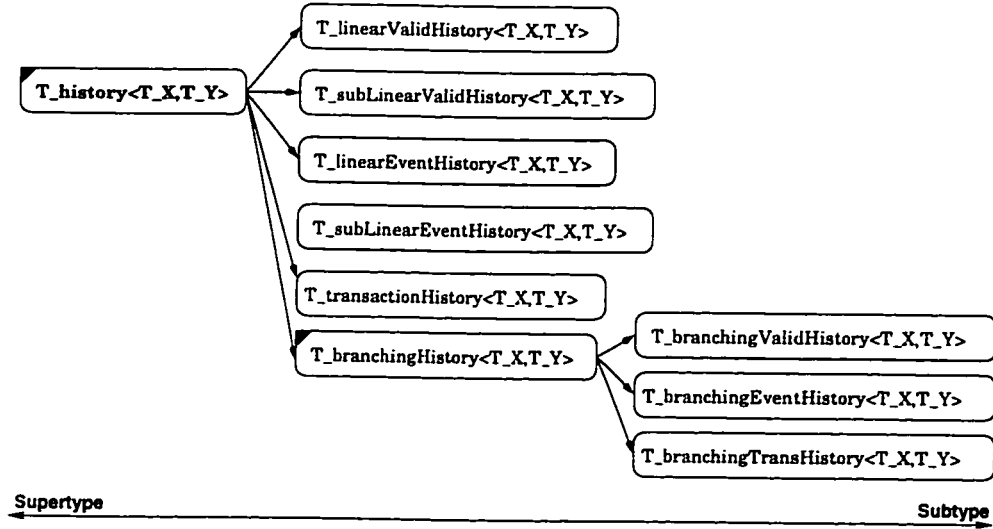 T_linearValidHistory<T_X,T_Y>
T_history<T_X,T_Y>
T_subLinearValidHistory<T_X,T_Y>
T_linearEventHistory<T_X,T_Y>
T_subLinearEventHistory<T_X,T_Y>
T_transactionHistory<T_X,T_Y>
T_branchingHistory<T_X,T_Y>
T_branchingValidHistory<T_X,T_Y>
T_branchingEventHistory<T_X,T_Y>
T_branchingTransHistory<T_X,T_Y>
Supertype
Subtype